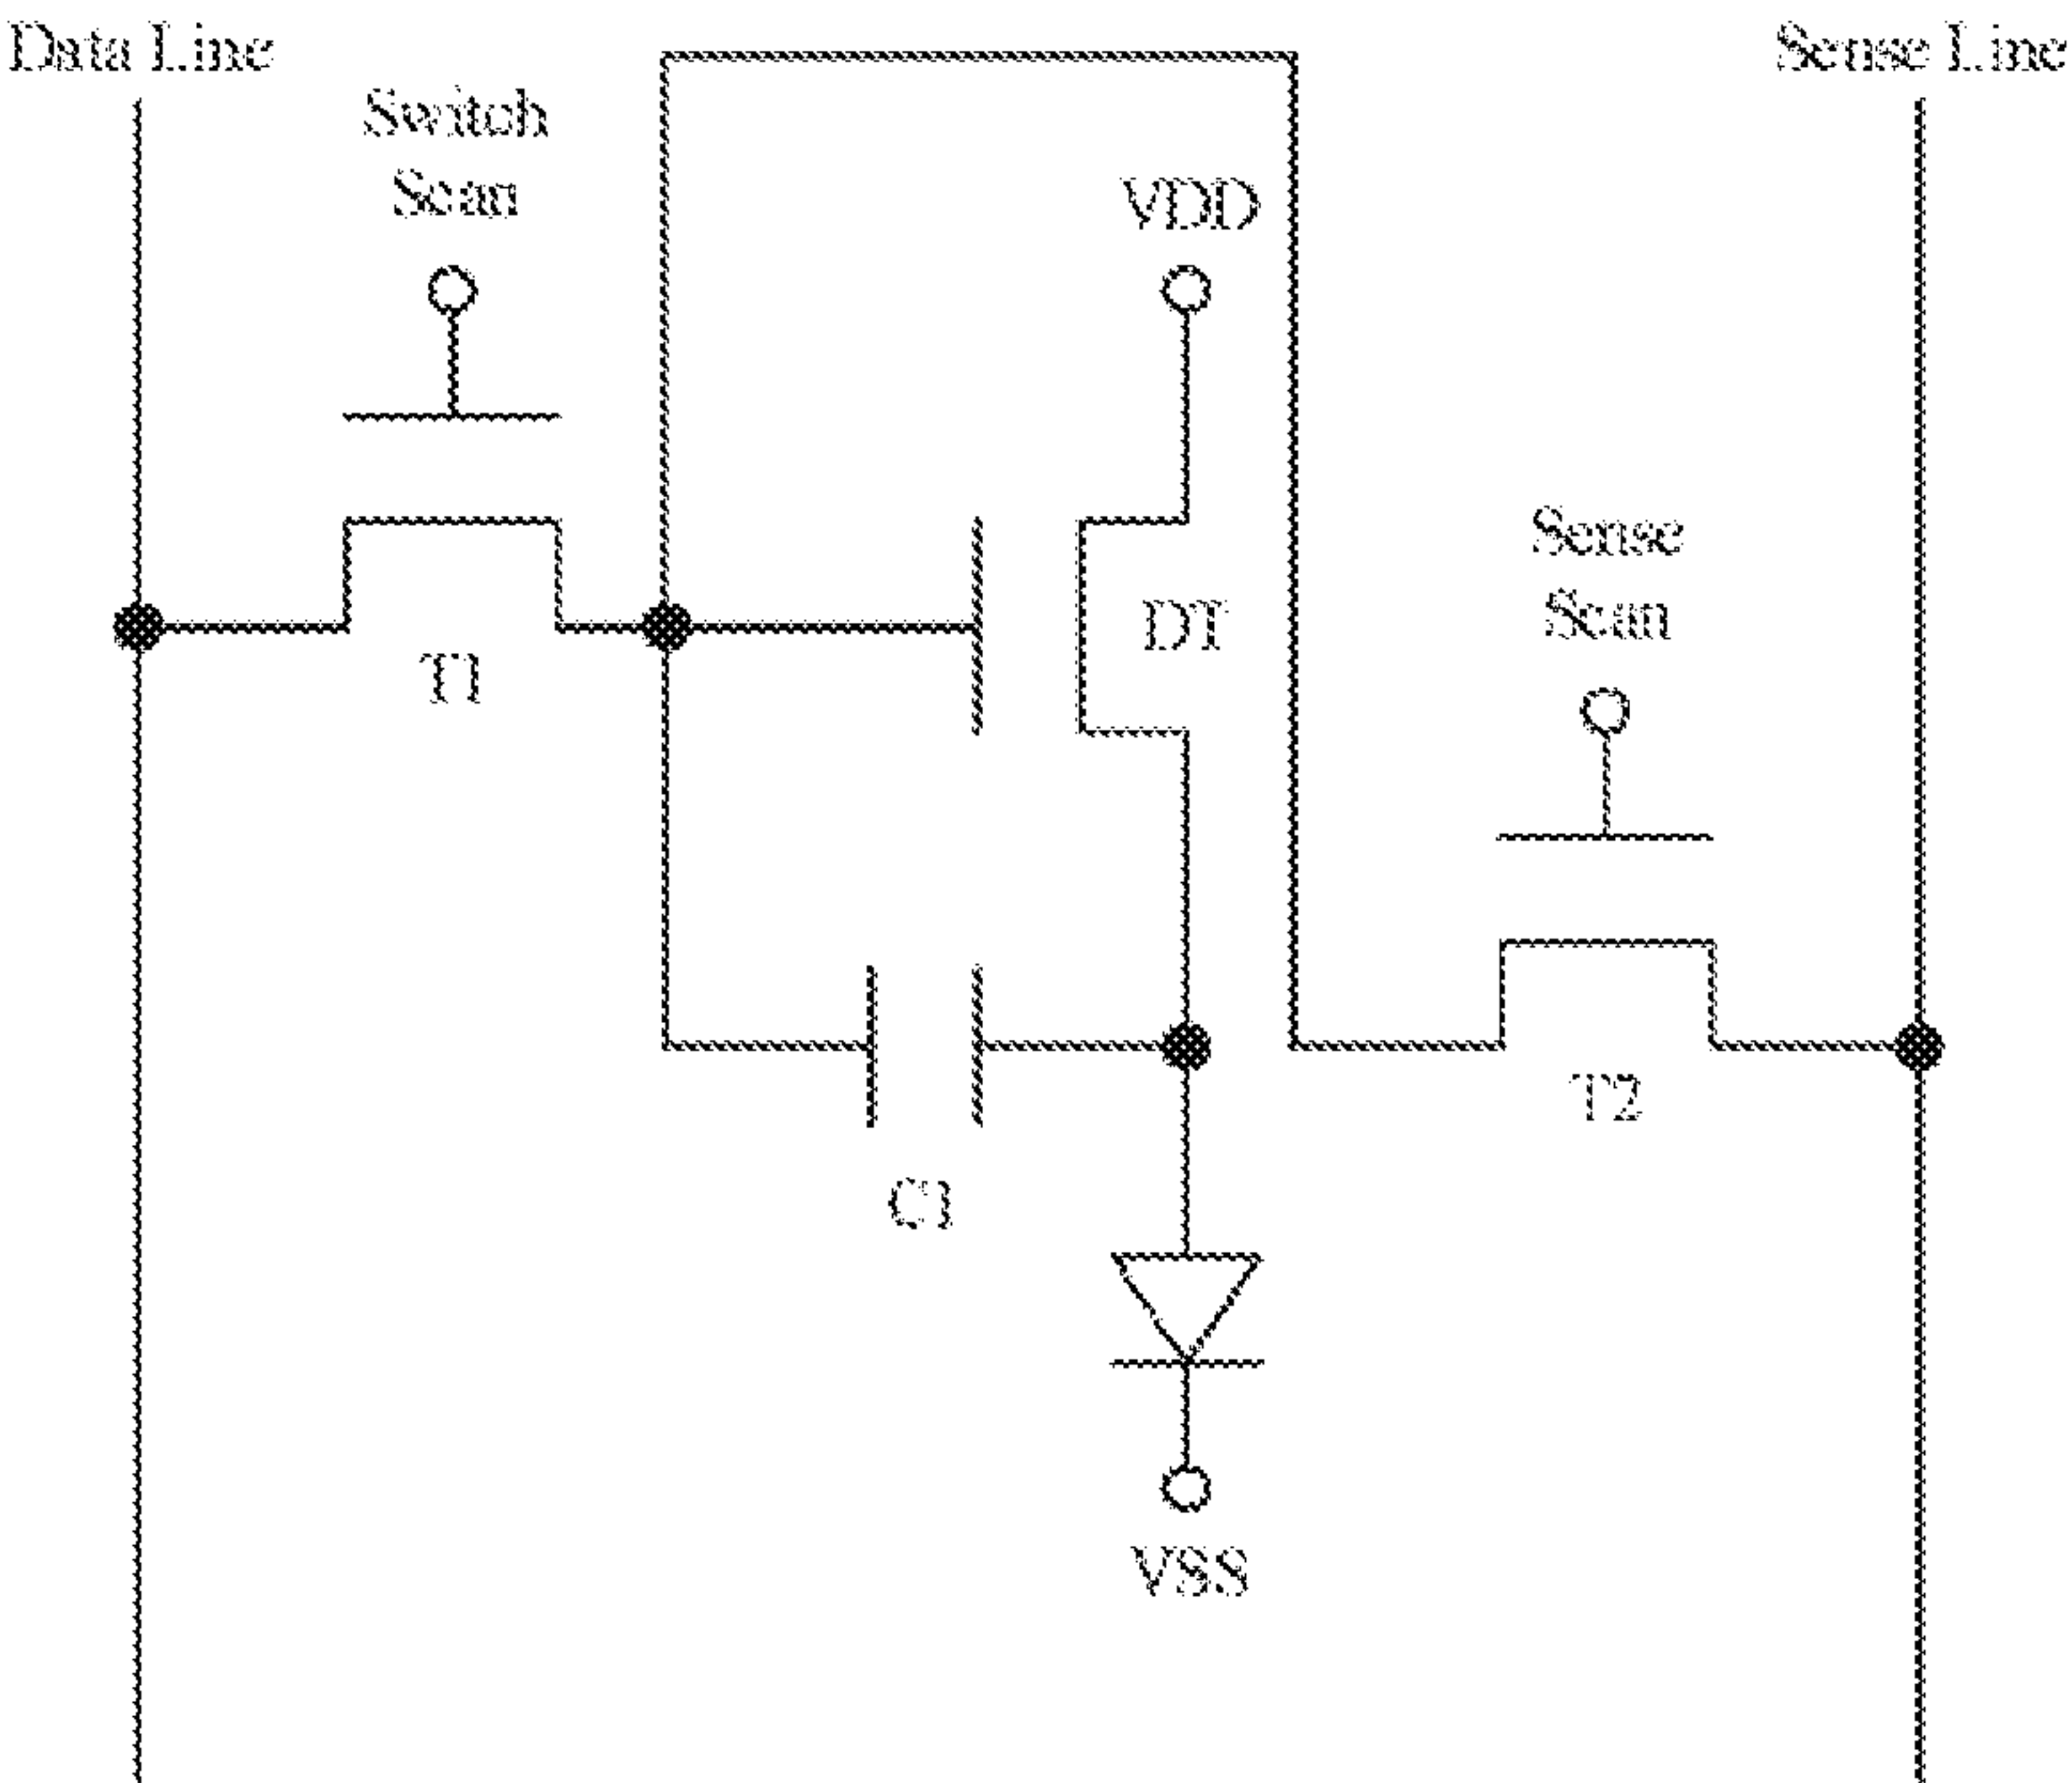 Data Line
Sense Line
Switch
Scan
VDD
Sense
Scan
DT
T1
T2
C1
VSS